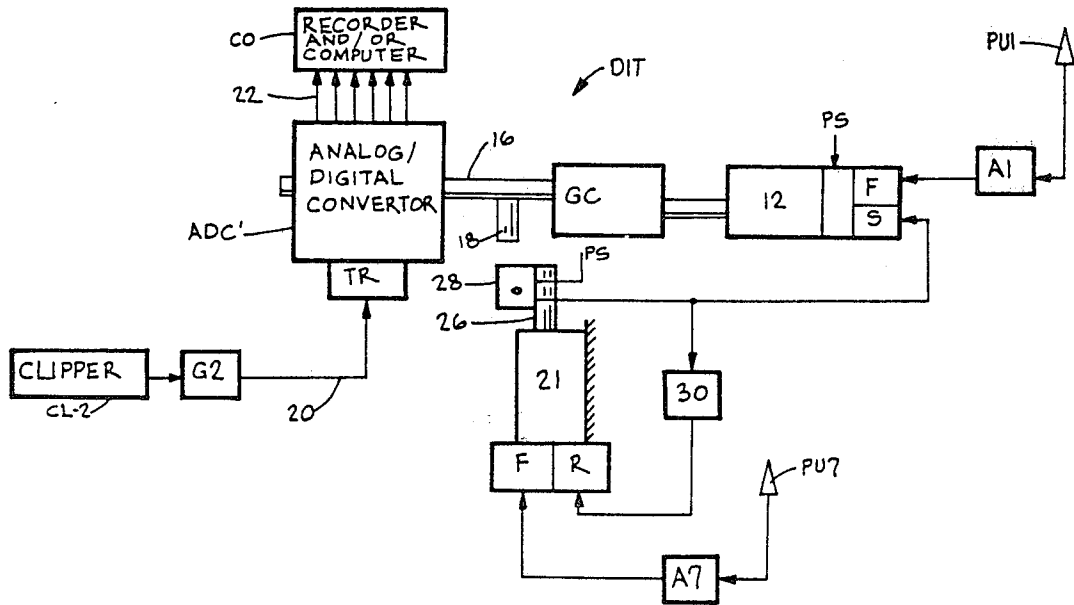 RECORDER
AND/OR
COMPUTER
CO
22
DIT
PU1
ANALOG/
DIGITAL
CONVERTOR
ADC'
16
GC
PS
12
F
S
A1
18
TR
PS
28
26
CLIPPER
CL-2
G2
20
21
30
F
R
PU7
A7